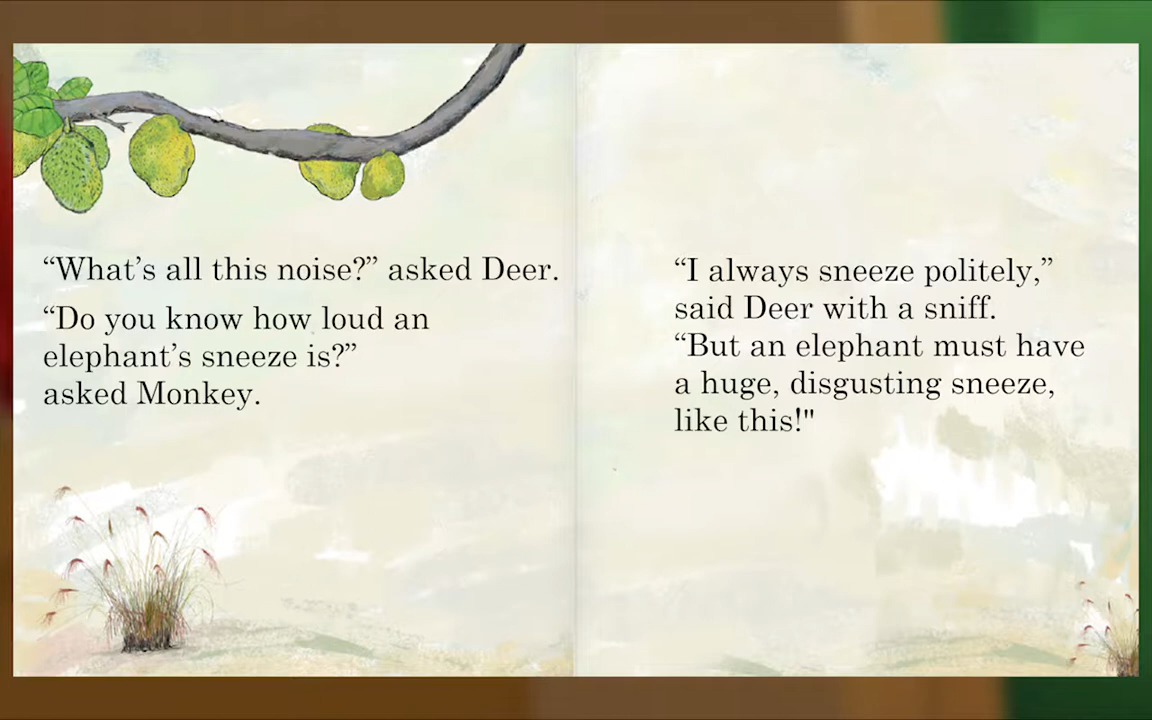 “What’s all this noise?” asked Deer.
“Do you know how loud an
elephant’s sneeze is?”
asked Monkey.
“I always sneeze politely,”
said Deer with a sniff.
“But an elephant must have
a huge, disgusting sneeze,
like this!"